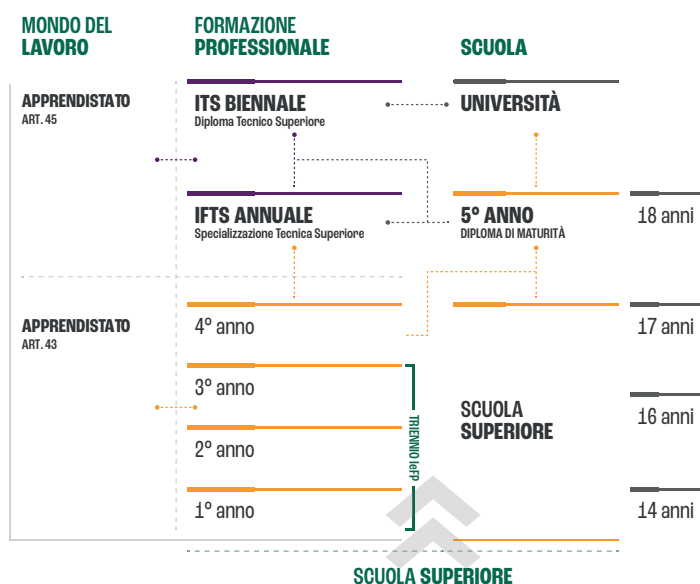 MONDO DEL
LAVORO
FORMAZIONE
PROFESSIONALE
SCUOLA
APPRENDISTATO
ART. 45
ITS BIENNALE
Diploma Tecnico Superiore
UNIVERSITÀ
IFTS ANNUALE
Specializzazione Tecnica Superiore
5° ANNO
DIPLOMA DI MATURITÀ
18 anni
APPRENDISTATO
ART. 43
4° anno
17 anni
3° anno
2° anno
1° anno
TRIENNIO IeFP
SCUOLA
SUPERIORE
16 anni
14 anni
SCUOLA SUPERIORE